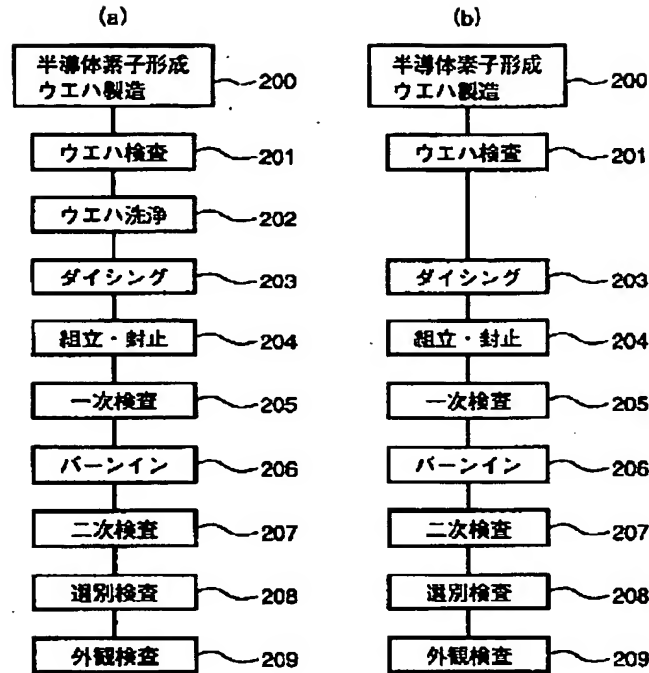 (a)
半導体素子形成
ウエハ製造
200
ウエハ検査
201
ウエハ洗浄
202
ダイシング
203
組立・封止
204
一次検査
205
バーンイン
206
二次検査
207
選別検査
208
外観検査
209
(b)
半導体素子形成
ウエハ製造
200
ウエハ検査
201
ダイシング
203
組立・封止
204
一次検査
205
バーンイン
206
二次検査
207
選別検査
208
外観検査
209